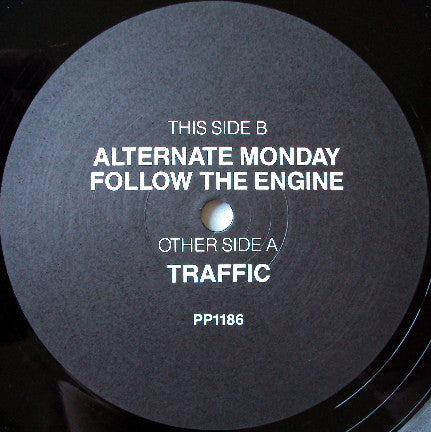 THIS SIDE B
ALTERNATE MONDAY
FOLLOW THE ENGINE
OTHER SIDE A
TRAFFIC
PP1186